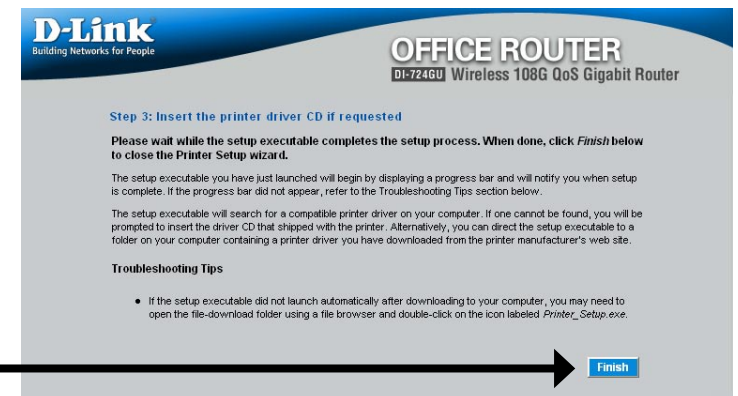 D-Link
Building Networks for People
OFFICE ROUTER
DI-724GU Wireless 108G QoS Gigabit Router
Step 3: Insert the printer driver CD if requested
Please wait while the setup executable completes the setup process. When done, click Finish below
to close the Printer Setup wizard.
The setup executable you have just launched will begin by displaying a progress bar and will notify you when setup
is complete. If the progress bar did not appear, refer to the Troubleshooting Tips section below.
The setup executable will search for a compatible printer driver on your computer. If one cannot be found, you will be
prompted to insert the driver CD that shipped with the printer. Alternatively, you can direct the setup executable to a
folder on your computer containing a printer driver you have downloaded from the printer manufacturer's web site.
Troubleshooting Tips
• If the setup executable did not launch automatically after downloading to your computer, you may need to
open the file-download folder using a file browser and double-click on the icon labeled Printer_Setup.exe.
Finish